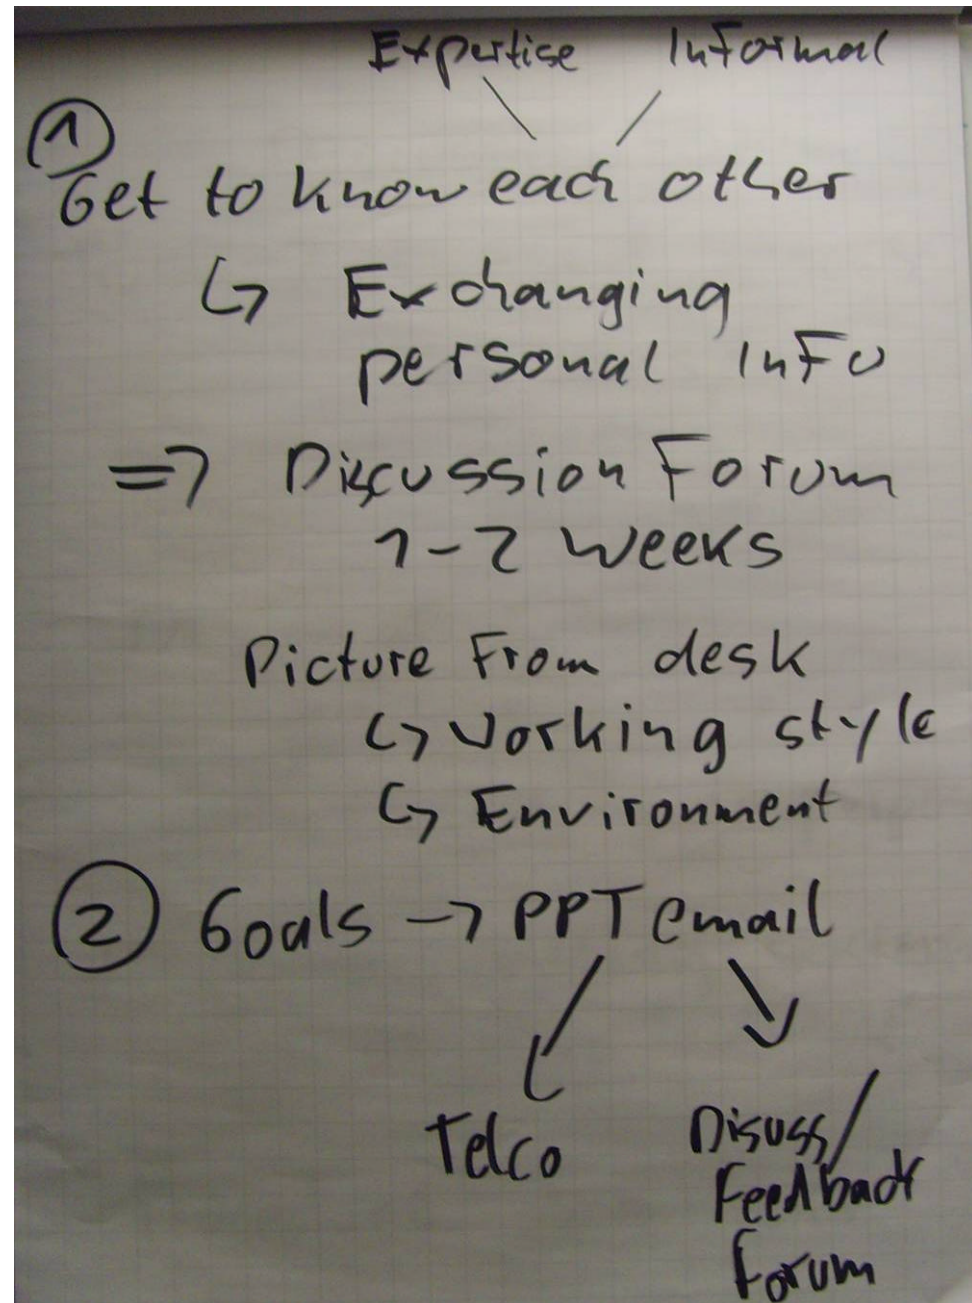 Expertise Informal
①
Get to know each other
↳ Exchanging
personal Info
=> Discussion Forum
1-2 weeks
Picture From desk
↳ Working style
↳ Environment
② Goals → PPT email
Telco
Disuss/
Feedback
Forum